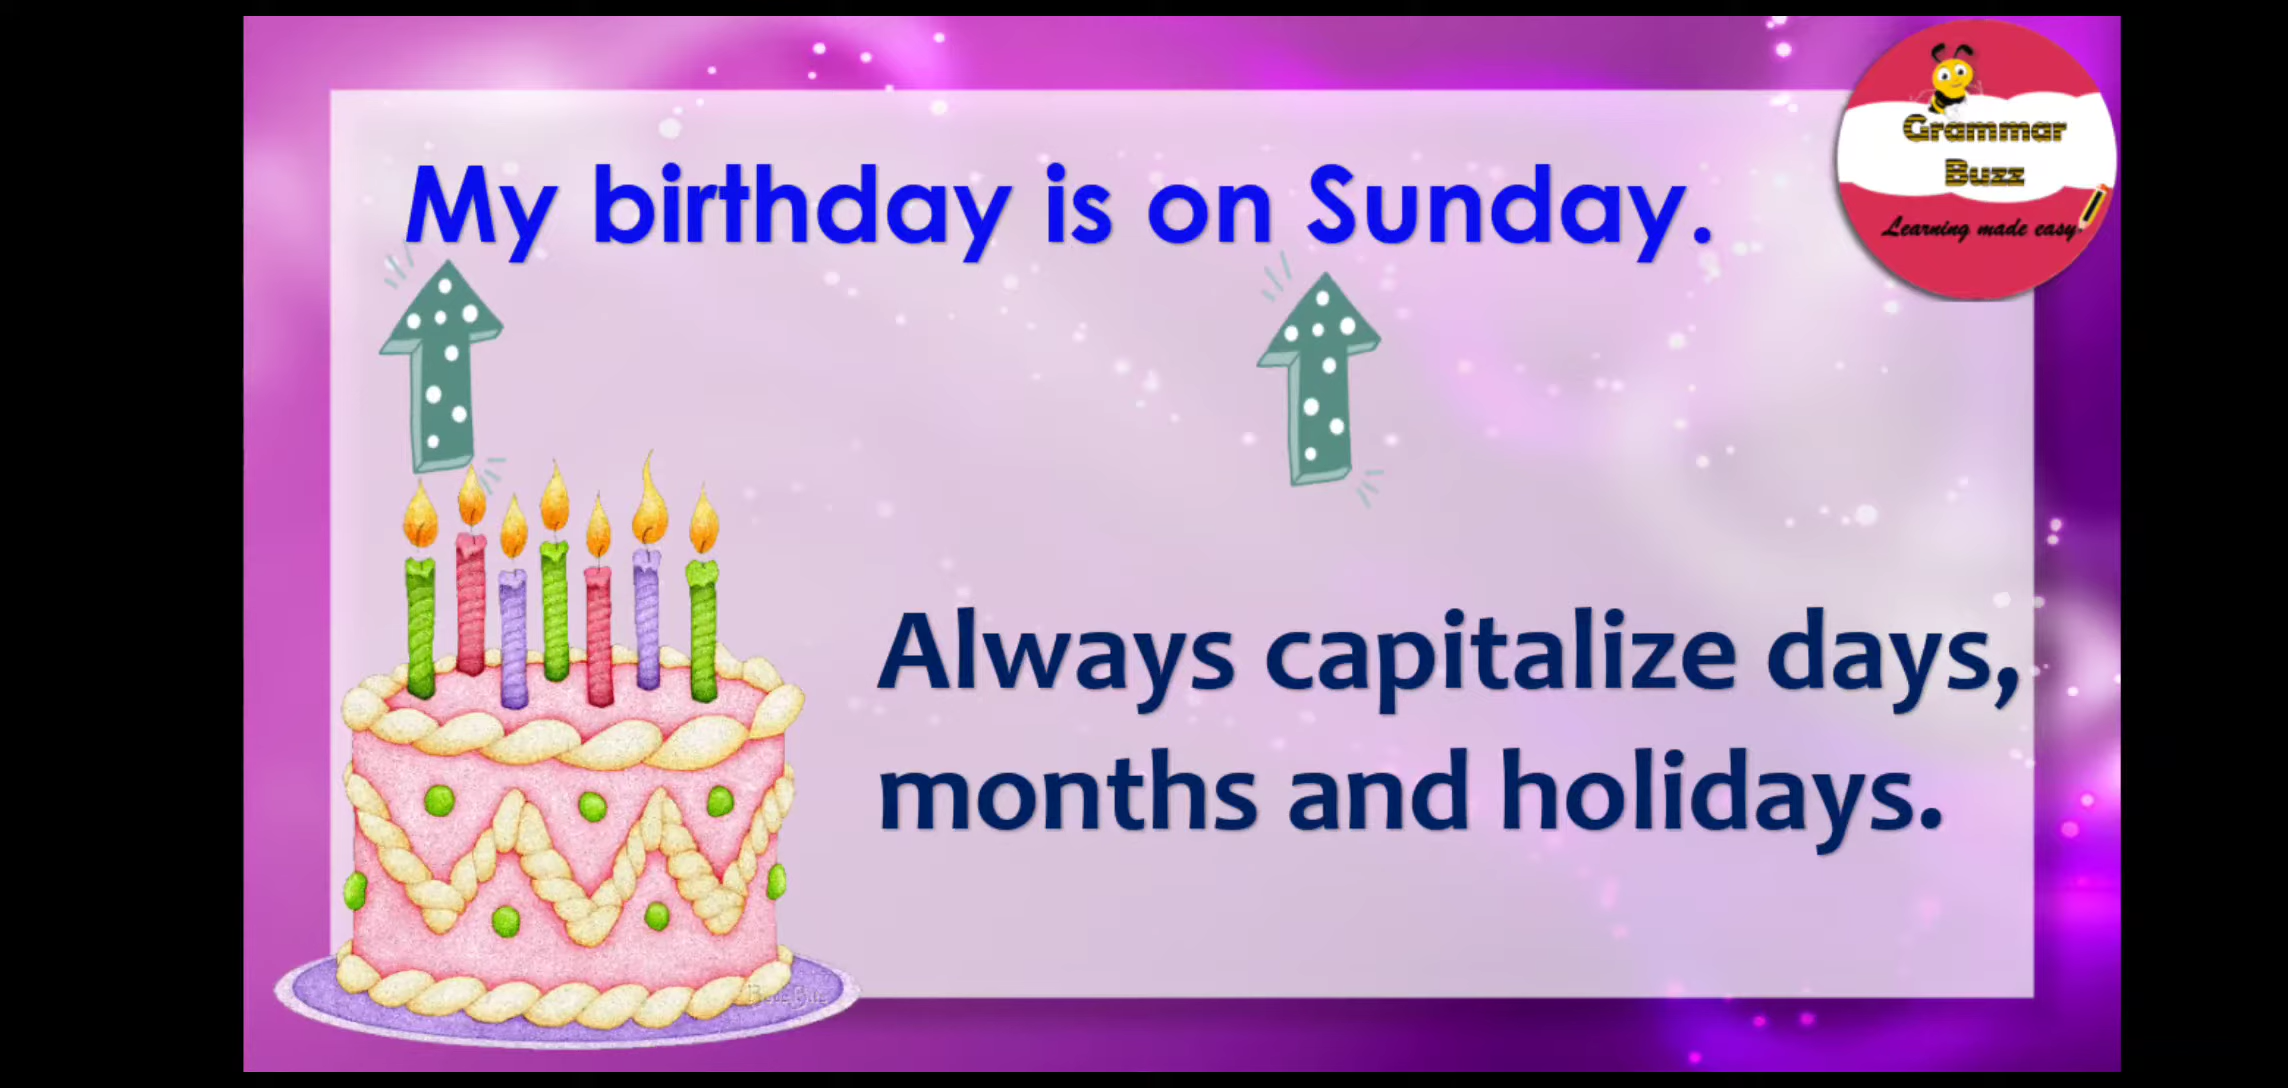 My birthday is on Sunday.
Grammar
Buzz
Learning made easy
Always capitalize days,
months and holidays.